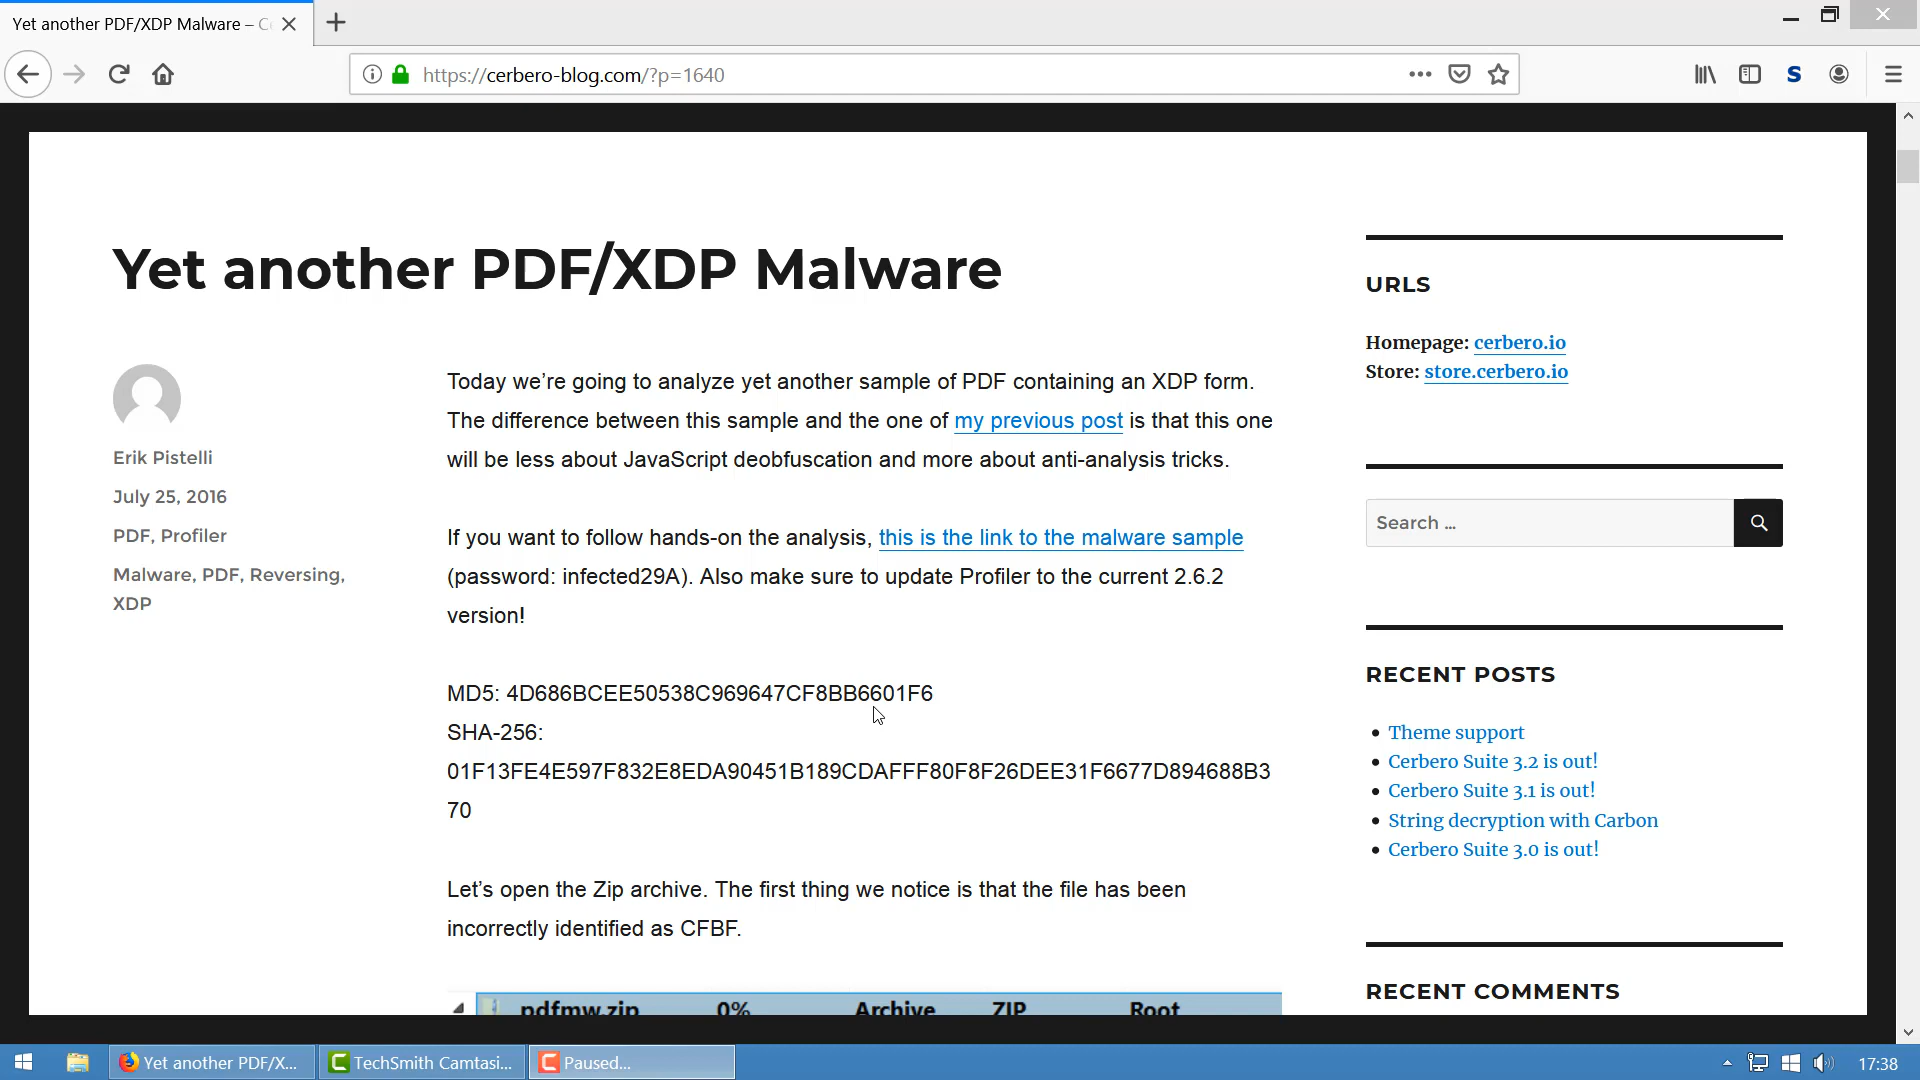 Yet another PDF/XDP Malware – C
https://cerbero-blog.com/?p=1640
S
Yet another PDF/XDP Malware
Erik Pistelli
July 25, 2016
PDF, Profiler
Malware, PDF, Reversing,
XDP
Today we’re going to analyze yet another sample of PDF containing an XDP form.
The difference between this sample and the one of my previous post is that this one
will be less about JavaScript deobfuscation and more about anti-analysis tricks.
If you want to follow hands-on the analysis, this is the link to the malware sample
(password: infected29A). Also make sure to update Profiler to the current 2.6.2
version!
MD5: 4D686BCEE50538C969647CF8BB6601F6
SHA-256:
01F13FE4E597F832E8EDA90451B189CDAFFF80F8F26DEE31F6677D894688B3
70
Let’s open the Zip archive. The first thing we notice is that the file has been
incorrectly identified as CFBF.
pdfmw.zip 0% Archive ZIP Root
URLS
Homepage: cerbero.io
Store: store.cerbero.io
Search …
RECENT POSTS
Theme support
Cerbero Suite 3.2 is out!
Cerbero Suite 3.1 is out!
String decryption with Carbon
Cerbero Suite 3.0 is out!
RECENT COMMENTS
Yet another PDF/X...
TechSmith Camtasi...
Paused...
17:38